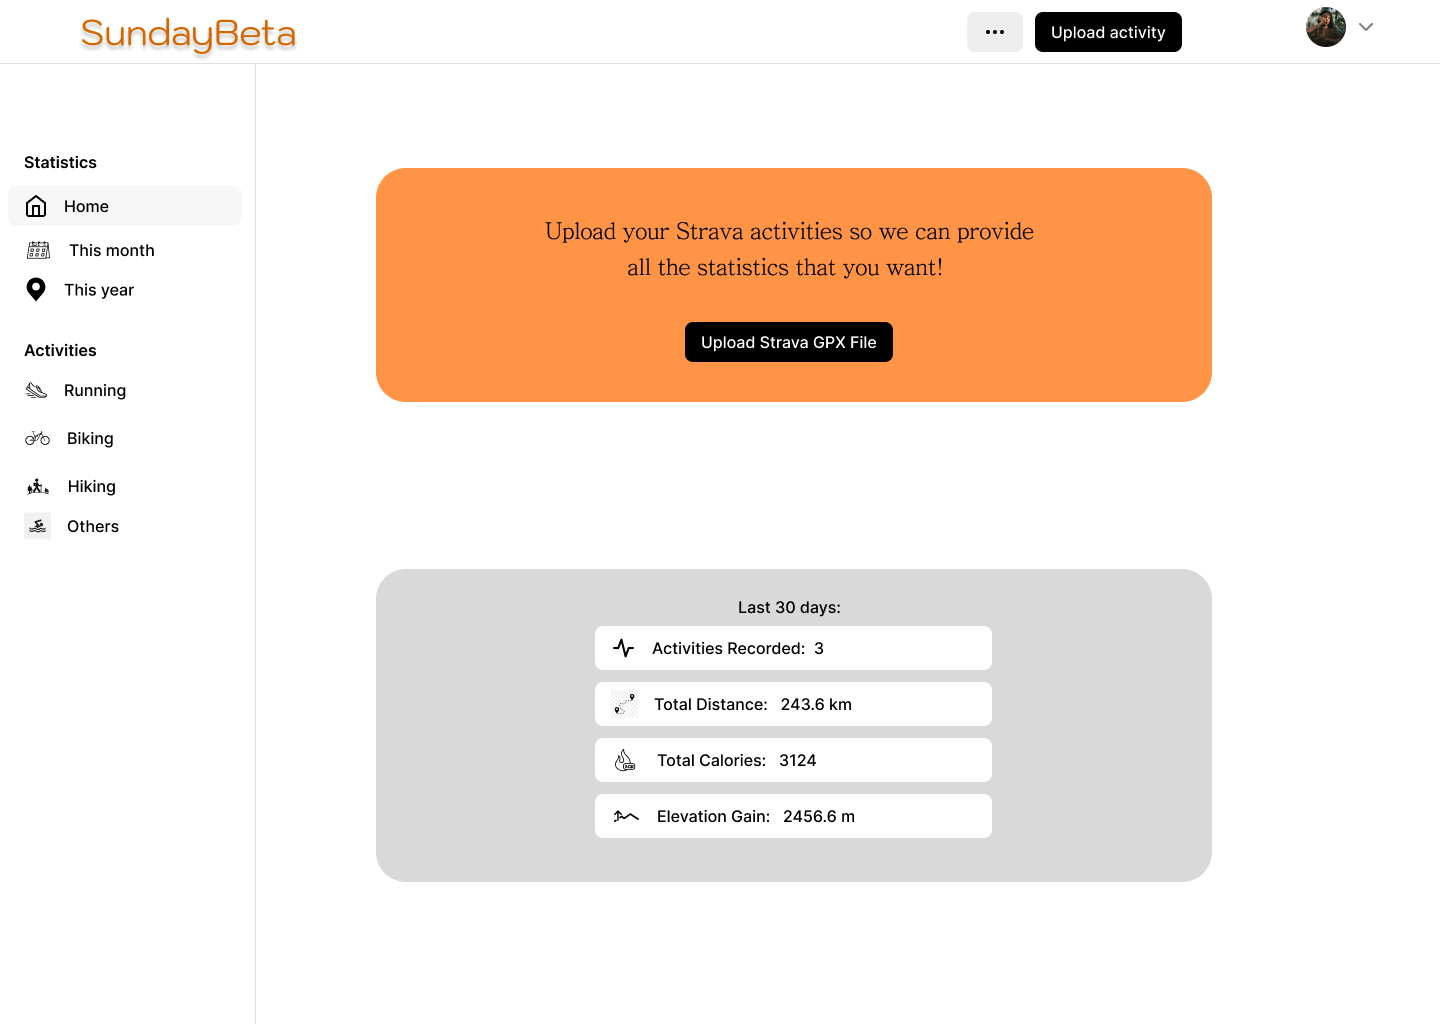 SundayBeta
Upload activity
Statistics
Home
This month
This year
Activities
Running
Biking
Hiking
Others
Upload your Strava activities so we can provide
all the statistics that you want!
Upload Strava GPX File
Last 30 days:
Activities Recorded: 3
Total Distance: 243.6 km
Total Calories: 3124
Elevation Gain: 2456.6 m